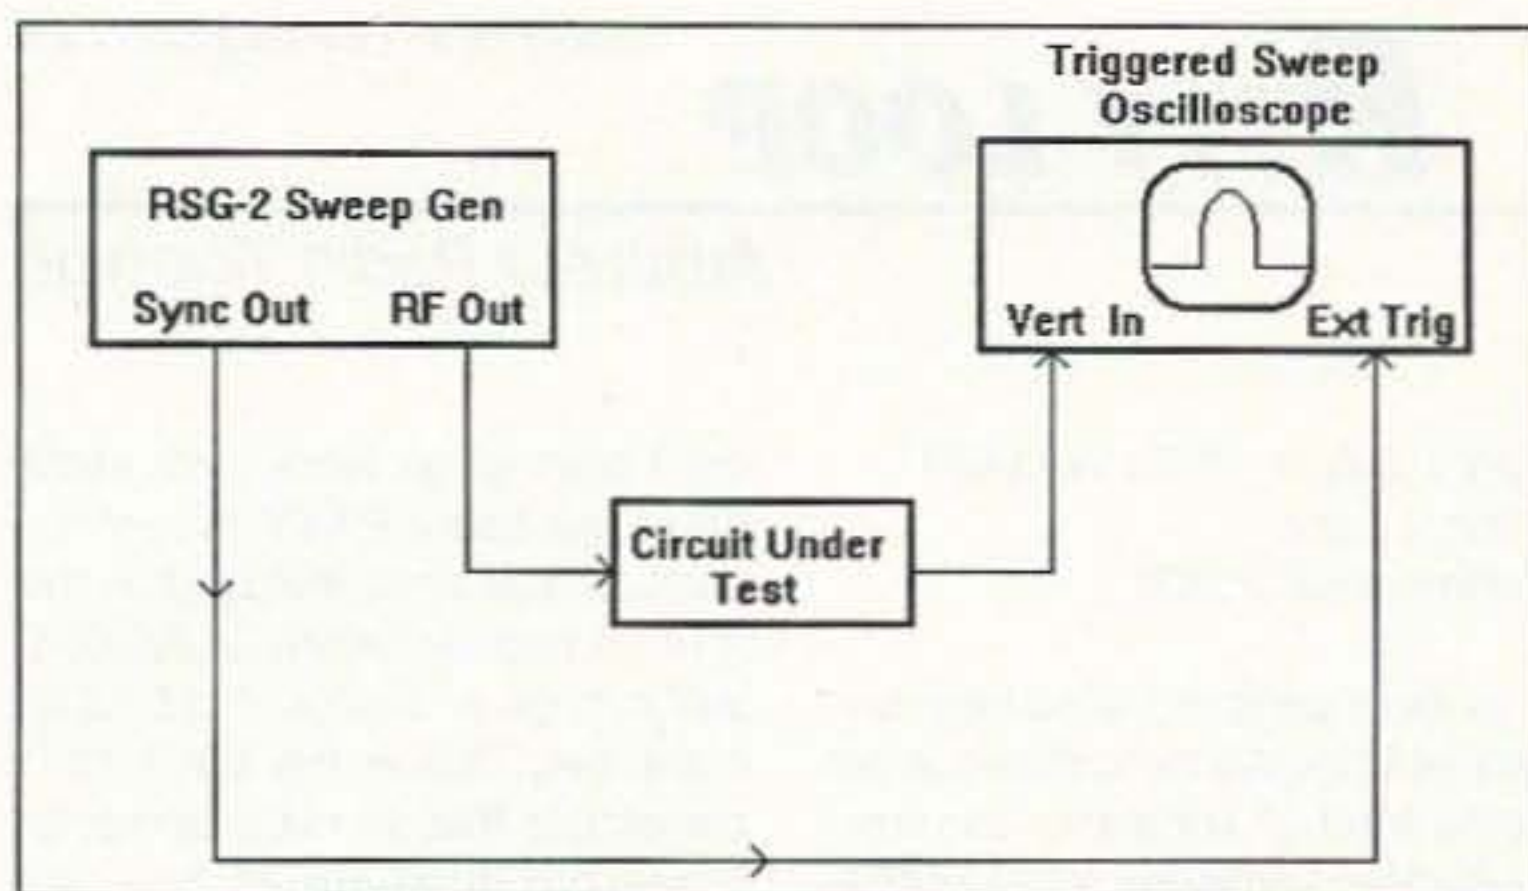 Triggered Sweep
Oscilloscope
RSG-2 Sweep Gen
Sync Out RF Out
Vert In Ext Trig
Circuit Under
Test